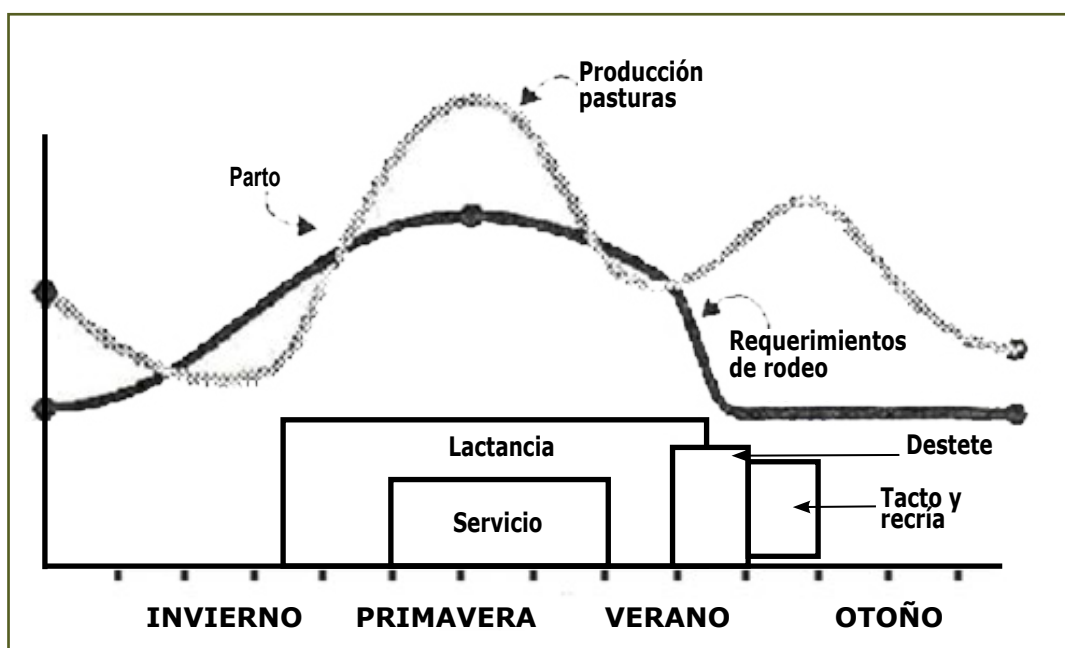 Producción
pasturas
Parto
Requerimientos
de rodeo
Lactancia
Destete
Servicio
Tacto y
recría
INVIERNO PRIMAVERA VERANO OTOÑO